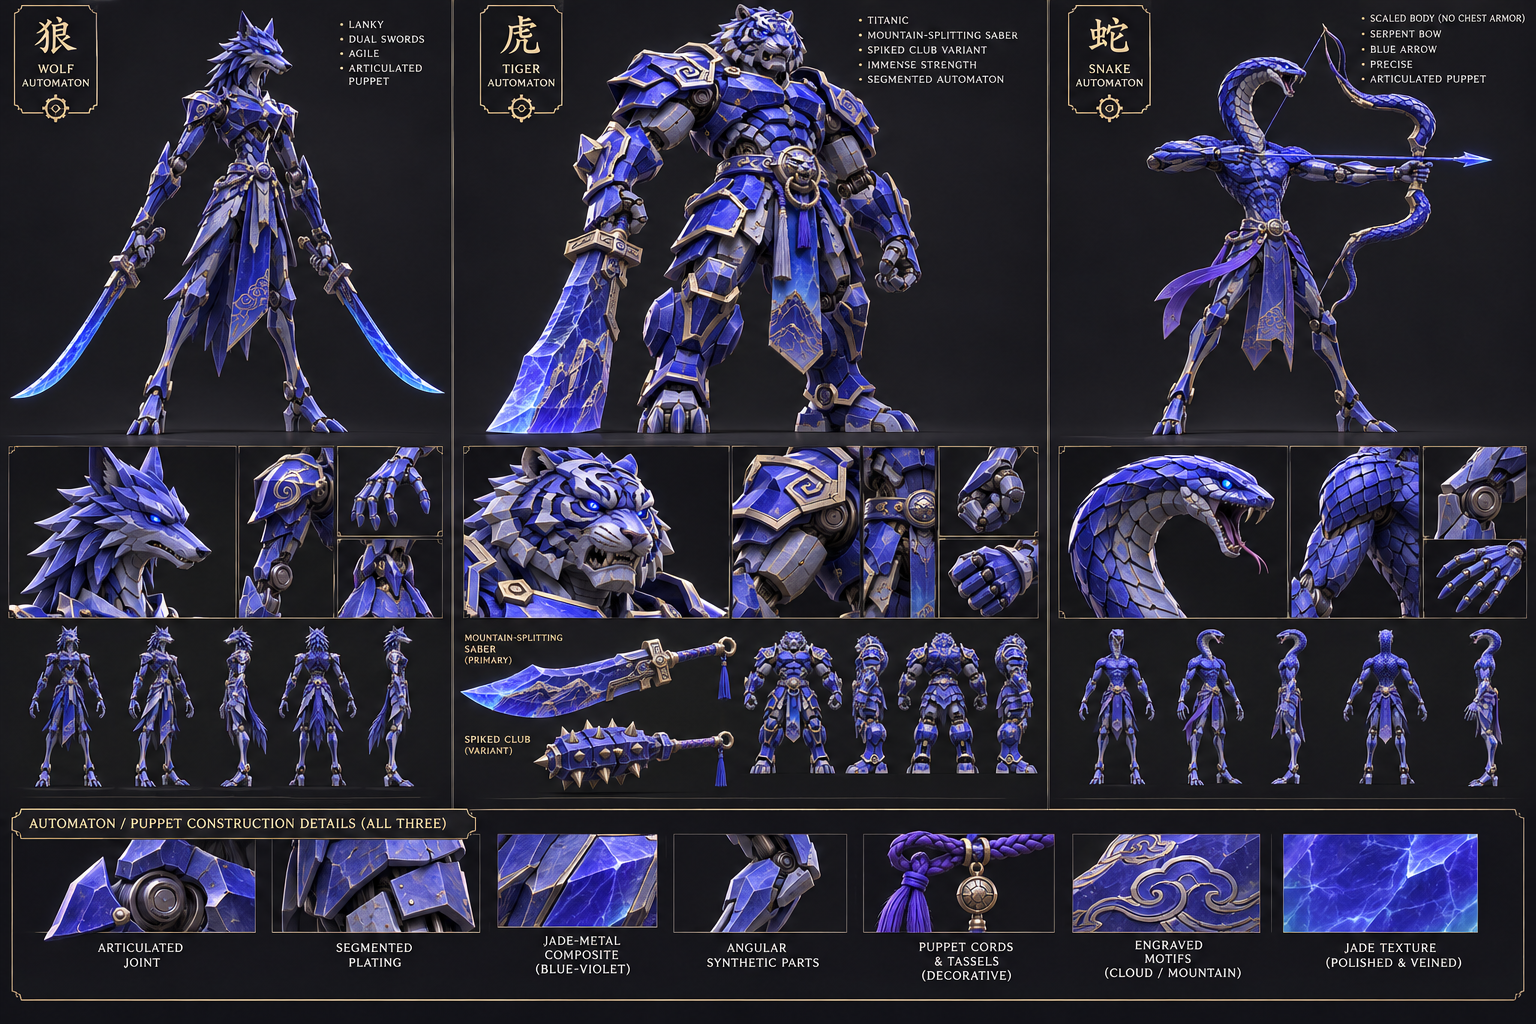 狼
WOLF
AUTOMATON
• LANKY
• DUAL SWORDS
• AGILE
• ARTICULATED
PUPPET
虎
TIGER
AUTOMATON
• TITANIC
• MOUNTAIN-SPLITTING SABER
• SPIKED CLUB VARIANT
• IMMENSE STRENGTH
• SEGMENTED AUTOMATON
蛇
SNAKE
AUTOMATON
• SCALED BODY (NO CHEST ARMOR)
• SERPENT BOW
• BLUE ARROW
• PRECISE
• ARTICULATED PUPPET
MOUNTAIN-SPLITTING
SABER
(PRIMARY)
SPIKED CLUB
(VARIANT)
AUTOMATON / PUPPET CONSTRUCTION DETAILS (ALL THREE)
ARTICULATED
JOINT
SEGMENTED
PLATING
JADE-METAL
COMPOSITE
(BLUE-VIOLET)
ANGULAR
SYNTHETIC PARTS
PUPPET CORDS
& TASSELS
(DECORATIVE)
ENGRAVED
MOTIFS
(CLOUD / MOUNTAIN)
JADE TEXTURE
(POLISHED & VEINED)